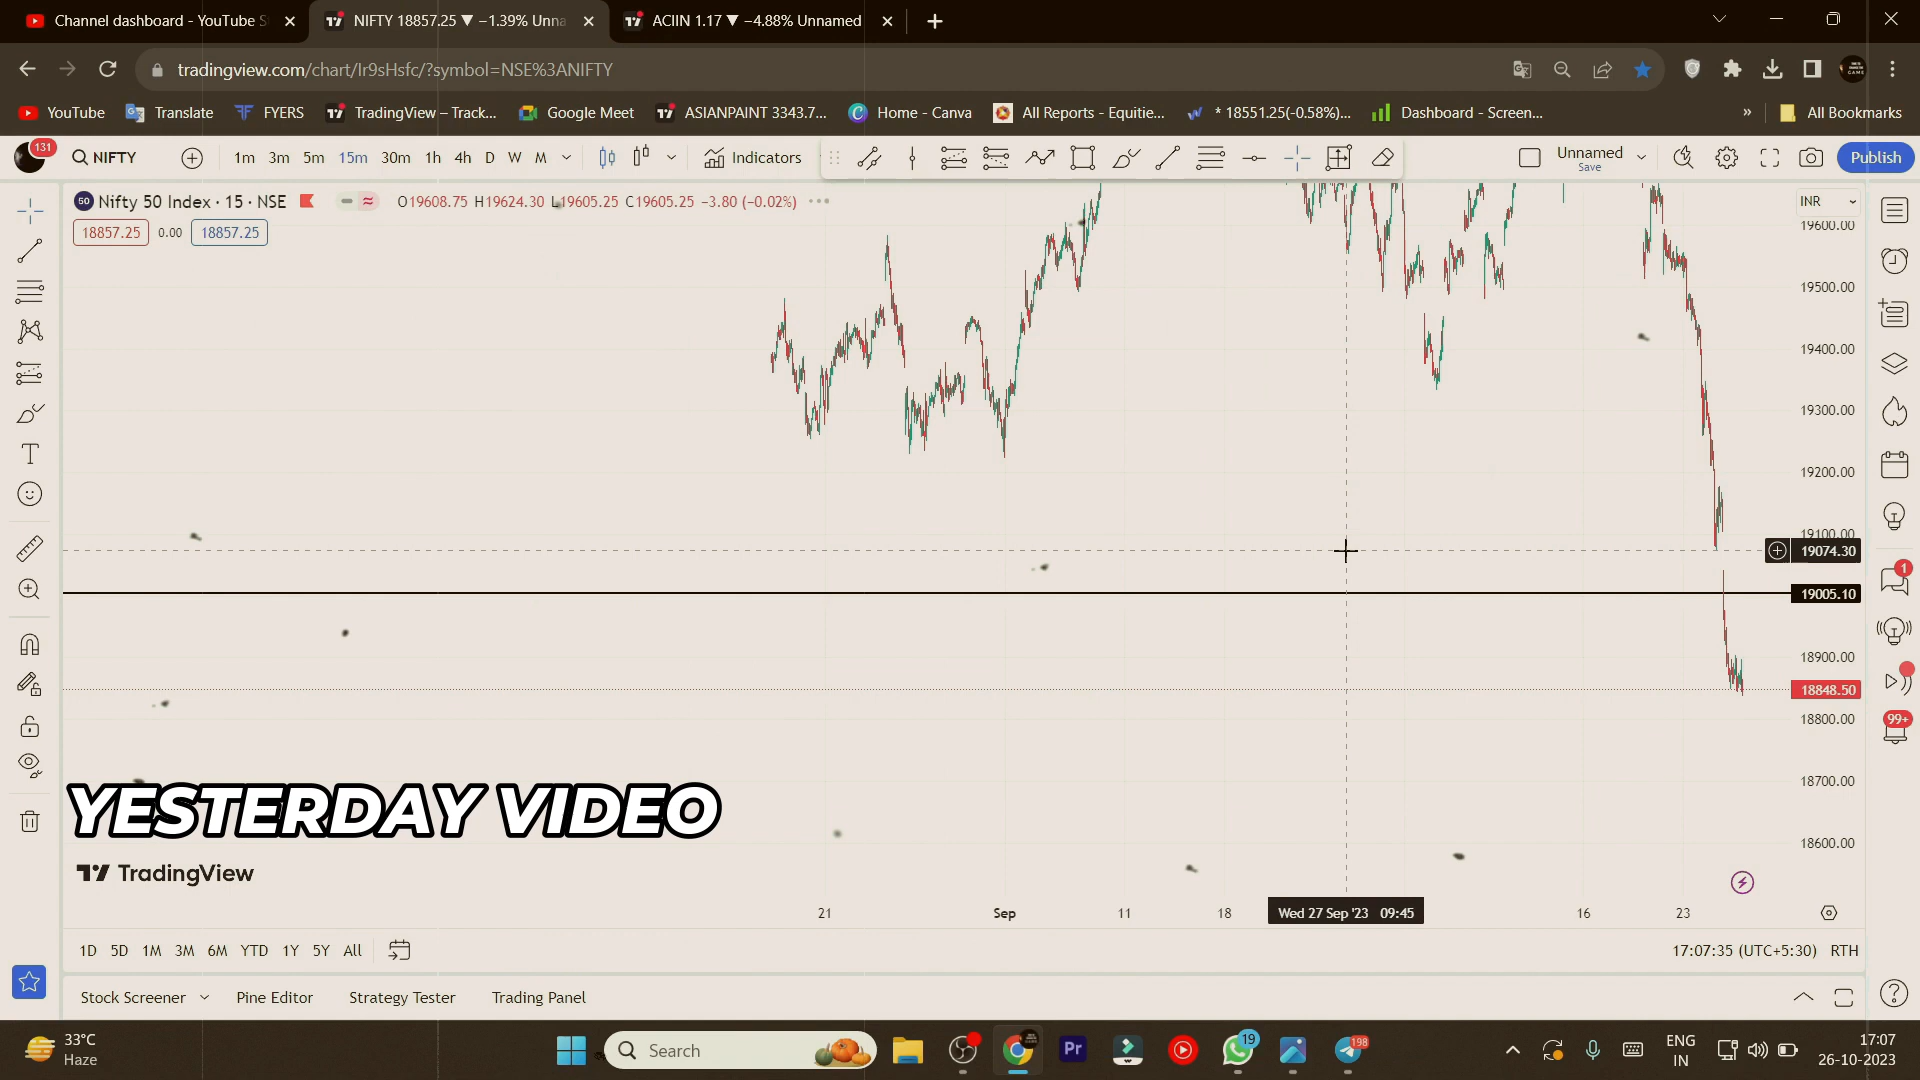 Channel dashboard - YouTube S
NIFTY 18857.25 ▼ −1.39% Unna
ACIIN 1.17 ▼ −4.88% Unnamed
tradingview.com/chart/Ir9sHsfc/?symbol=NSE%3ANIFTY
YouTube
Translate
FYERS
TradingView – Track...
Google Meet
ASIANPAINT 3343.7...
Home - Canva
All Reports - Equitie...
* 18551.25(-0.58%)...
Dashboard - Screen...
»
All Bookmarks
131
NIFTY
1m 3m 5m 15m 30m 1h 4h D W M
Indicators
Unnamed
Save
Publish
50 Nifty 50 Index · 15 · NSE
O19608.75 H19624.30 L19605.25 C19605.25 −3.80 (−0.02%)
INR
18857.25 0.00 18857.25
19600.00
19500.00
19400.00
19300.00
19200.00
19100.00
19074.30
19005.10
18900.00
18848.50
18800.00
18700.00
18600.00
1
99+
YESTERDAY VIDEO
TradingView
21 Sep 11 18 Wed 27 Sep '23 09:45 16 23
1D 5D 1M 3M 6M YTD 1Y 5Y All
17:07:35 (UTC+5:30) RTH
Stock Screener Pine Editor Strategy Tester Trading Panel
33°C
Haze
Search
Pr
19
198
ENG
IN
17:07
26-10-2023